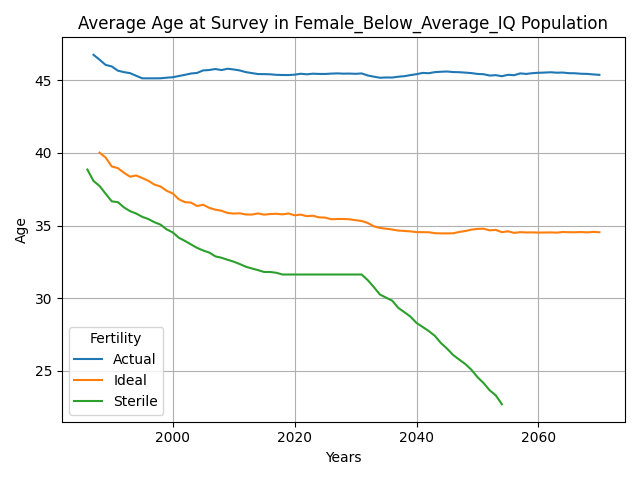 Average Age at Survey in Female_Below_Average_IQ Population
45
40
35
30
25
Age
Fertility
Actual
Ideal
Sterile
2000
2020
2040
2060
Years